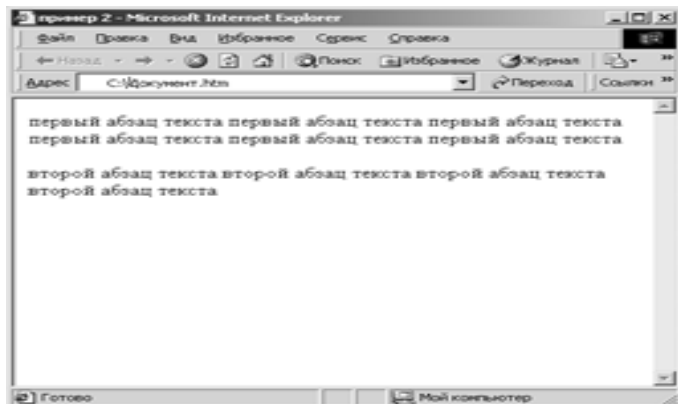 пример 2 - Microsoft Internet Explorer
Файл Правка Вид Избранное Сервис Справка
Назад Поиск Избранное Журнал
Адрес C:\Документ.htm Переход Ссылки
первый абзац текста первый абзац текста первый абзац текста
первый абзац текста первый абзац текста первый абзац текста
второй абзац текста второй абзац текста второй абзац текста
второй абзац текста
Готово Мой компьютер